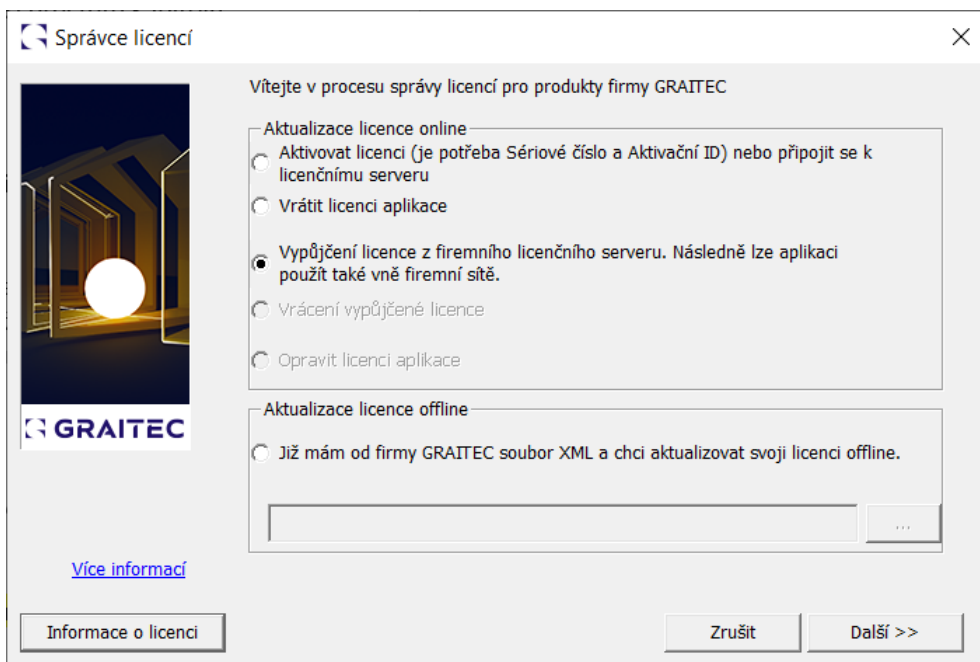 Správce licencí
Vítejte v procesu správy licencí pro produkty firmy GRAITEC
Aktualizace licence online
Aktivovat licenci (je potřeba Sériové číslo a Aktivační ID) nebo připojit se k
licenčnímu serveru
Vrátit licenci aplikace
Vypůjčení licence z firemního licenčního serveru. Následně lze aplikaci
použít také vně firemní sítě.
Vrácení vypůjčené licence
Opravit licenci aplikace
GRAITEC
Aktualizace licence offline
Již mám od firmy GRAITEC soubor XML a chci aktualizovat svoji licenci offline.
...
Více informací
Informace o licenci
Zrušit
Další >>